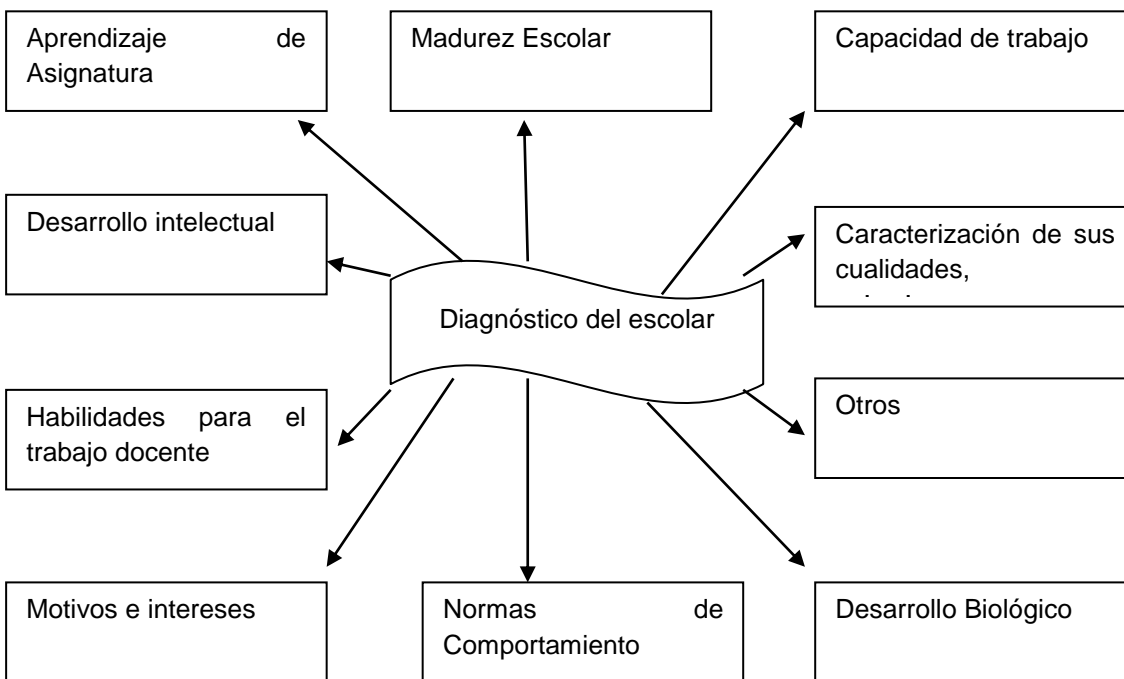 Aprendizaje de
Asignatura
Madurez Escolar
Capacidad de trabajo
Desarrollo intelectual
Caracterización de sus
cualidades,
Diagnóstico del escolar
Habilidades para el
trabajo docente
Otros
Motivos e intereses
Normas de
Comportamiento
Desarrollo Biológico